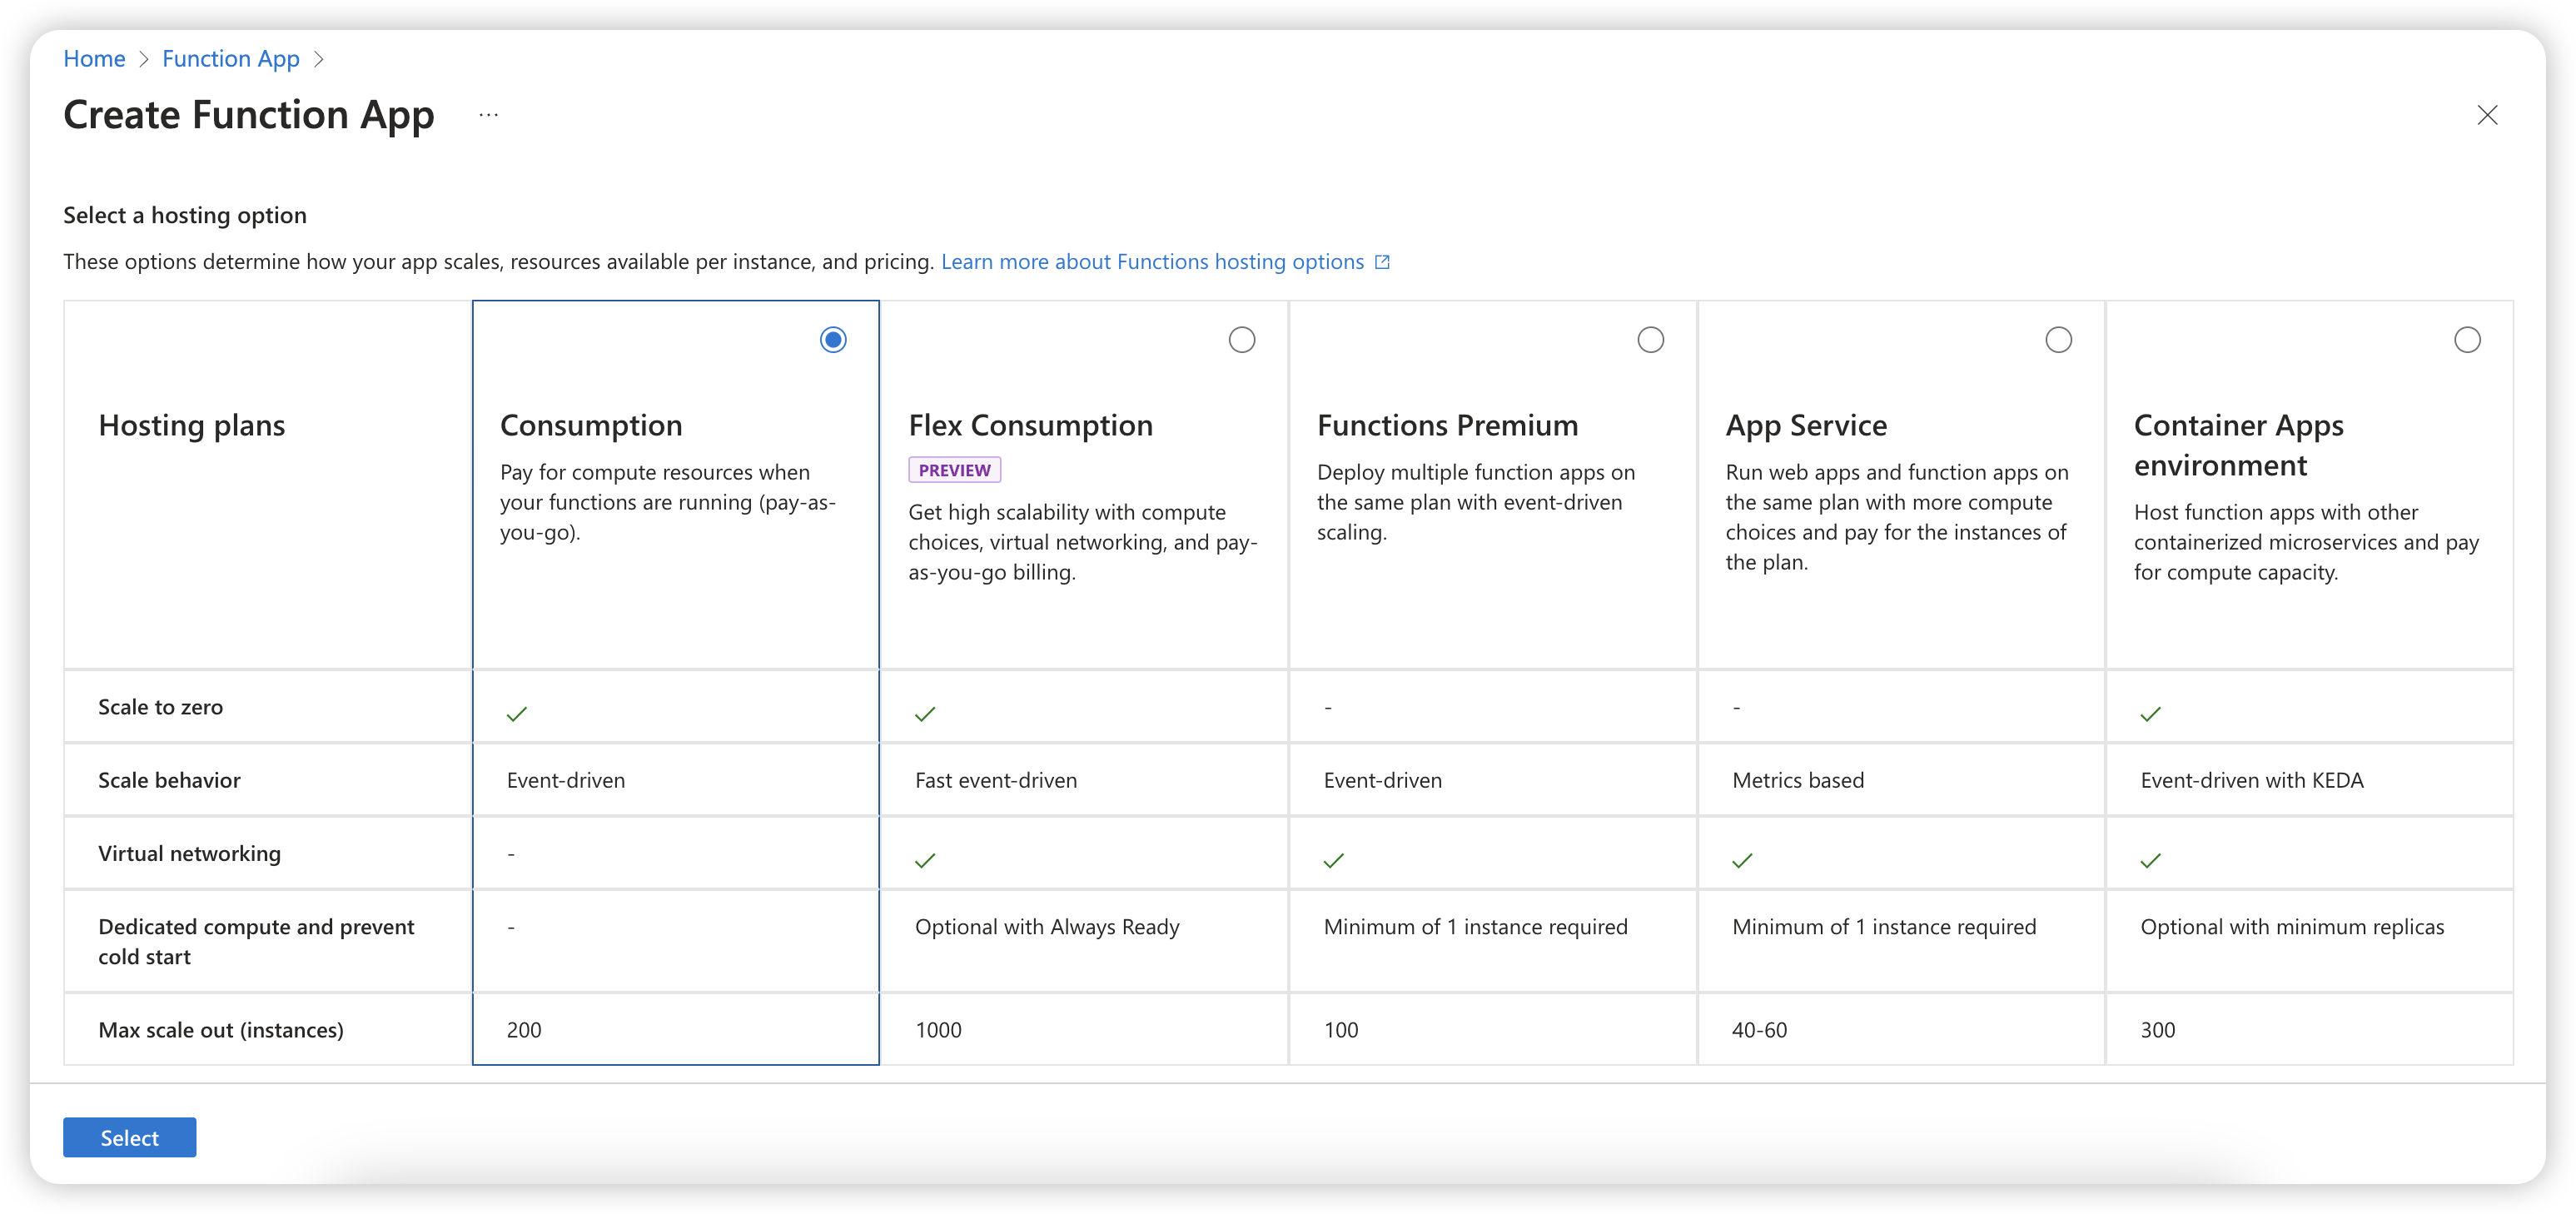 Home > Function App >
Create Function App ...
Select a hosting option
These options determine how your app scales, resources available per instance, and pricing. Learn more about Functions hosting options
Hosting plans
Consumption
Pay for compute resources when
your functions are running (pay-as-
you-go).
Flex Consumption
PREVIEW
Get high scalability with compute
choices, virtual networking, and pay-
as-you-go billing.
Functions Premium
Deploy multiple function apps on
the same plan with event-driven
scaling.
App Service
Run web apps and function apps on
the same plan with more compute
choices and pay for the instances of
the plan.
Container Apps
environment
Host function apps with other
containerized microservices and pay
for compute capacity.
Scale to zero ✓ ✓ - - ✓
Scale behavior Event-driven Fast event-driven Event-driven Metrics based Event-driven with KEDA
Virtual networking - ✓ ✓ ✓ ✓
Dedicated compute and prevent
cold start
- Optional with Always Ready Minimum of 1 instance required Minimum of 1 instance required Optional with minimum replicas
Max scale out (instances) 200 1000 100 40-60 300
Select